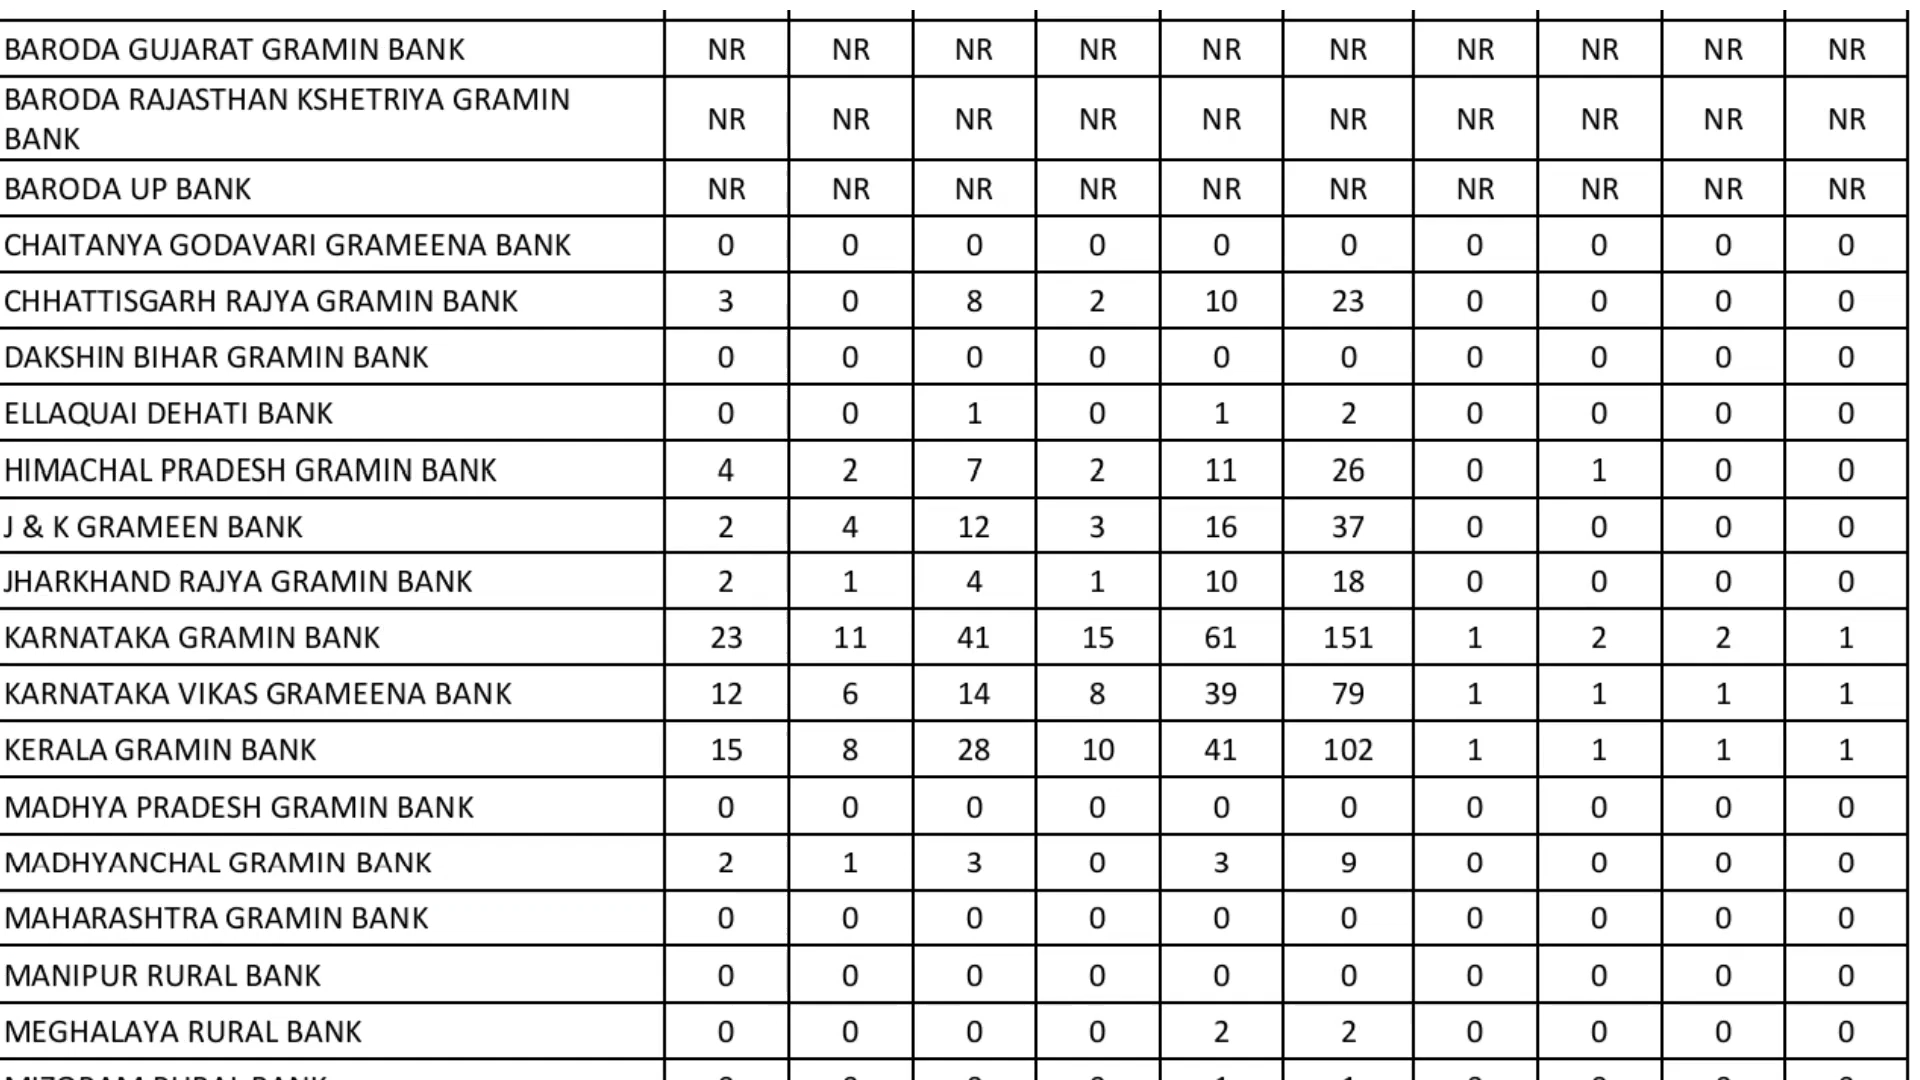 BARODA GUJARAT GRAMIN BANK NR NR NR NR NR NR NR NR NR NR
BARODA RAJASTHAN KSHETRIYA GRAMIN
BANK NR NR NR NR NR NR NR NR NR NR
BARODA UP BANK NR NR NR NR NR NR NR NR NR NR
CHAITANYA GODAVARI GRAMEENA BANK 0 0 0 0 0 0 0 0 0 0
CHHATTISGARH RAJYA GRAMIN BANK 3 0 8 2 10 23 0 0 0 0
DAKSHIN BIHAR GRAMIN BANK 0 0 0 0 0 0 0 0 0 0
ELLAQUAI DEHATI BANK 0 0 1 0 1 2 0 0 0 0
HIMACHAL PRADESH GRAMIN BANK 4 2 7 2 11 26 0 1 0 0
J & K GRAMEEN BANK 2 4 12 3 16 37 0 0 0 0
JHARKHAND RAJYA GRAMIN BANK 2 1 4 1 10 18 0 0 0 0
KARNATAKA GRAMIN BANK 23 11 41 15 61 151 1 2 2 1
KARNATAKA VIKAS GRAMEENA BANK 12 6 14 8 39 79 1 1 1 1
KERALA GRAMIN BANK 15 8 28 10 41 102 1 1 1 1
MADHYA PRADESH GRAMIN BANK 0 0 0 0 0 0 0 0 0 0
MADHYANCHAL GRAMIN BANK 2 1 3 0 3 9 0 0 0 0
MAHARASHTRA GRAMIN BANK 0 0 0 0 0 0 0 0 0 0
MANIPUR RURAL BANK 0 0 0 0 0 0 0 0 0 0
MEGHALAYA RURAL BANK 0 0 0 0 2 2 0 0 0 0